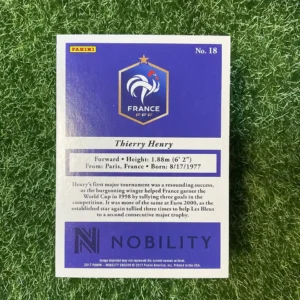 PANINI
No. 18
FRANCE
FFF
Thierry Henry
Forward • Height: 1.88m (6' 2")
From: Paris, France • Born: 8/17/1977
Henry's first major tournament was a resounding success,
as the burgeoning winger helped France garner the
World Cup in 1998 by tallying three goals in the
competition. It was more of the same at Euro 2000, as the
established star again tallied three times to help Les Bleus
to a second consecutive major trophy.
N NOBILITY